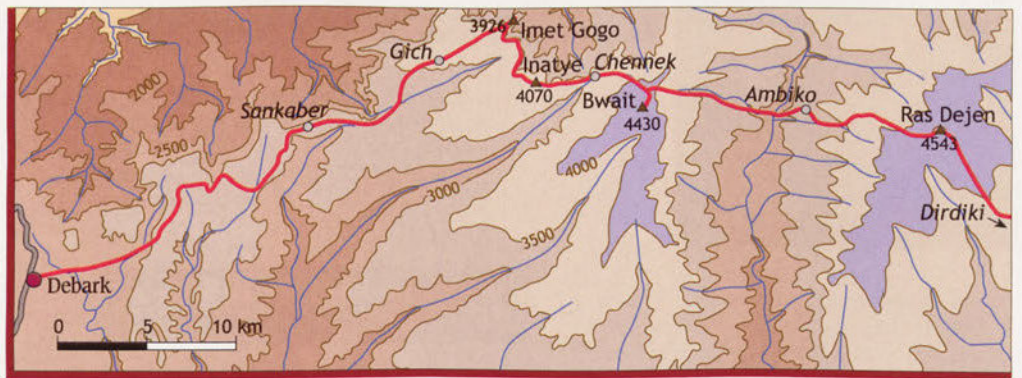 3926 Imet Gogo
Gich
Inatye
Chennek
4070
2000
Bwait
4430
Sankaber
Ambiko
Ras Dejen
4543
2500
4000
3000
3500
Dirdiki
Debark
0 5 10 km